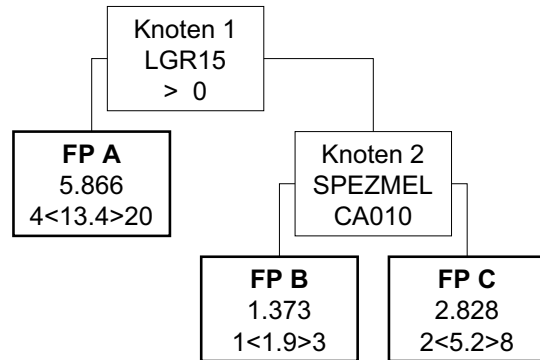 Knoten 1
LGR15
> 0
FP A
5.866
4<13.4>20
Knoten 2
SPEZMEL
CA010
FP B
1.373
1<1.9>3
FP C
2.828
2<5.2>8